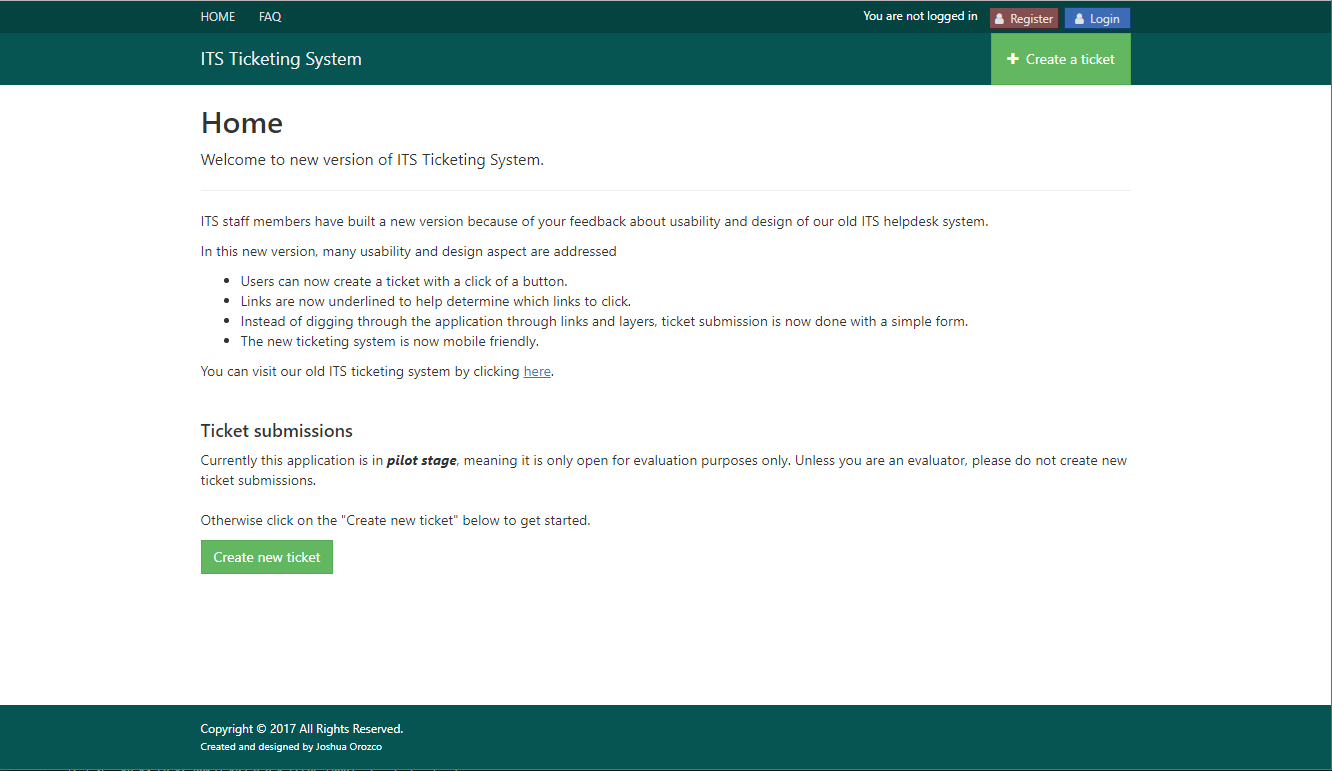 HOME FAQ You are not logged in Register Login
ITS Ticketing System Create a ticket
Home
Welcome to new version of ITS Ticketing System.
ITS staff members have built a new version because of your feedback about usability and design of our old ITS helpdesk system.
In this new version, many usability and design aspect are addressed
Users can now create a ticket with a click of a button.
Links are now underlined to help determine which links to click.
Instead of digging through the application through links and layers, ticket submission is now done with a simple form.
The new ticketing system is now mobile friendly.
You can visit our old ITS ticketing system by clicking here.
Ticket submissions
Currently this application is in pilot stage, meaning it is only open for evaluation purposes only. Unless you are an evaluator, please do not create new
ticket submissions.
Otherwise click on the "Create new ticket" below to get started.
Create new ticket
Copyright © 2017 All Rights Reserved.
Created and designed by Joshua Orozco